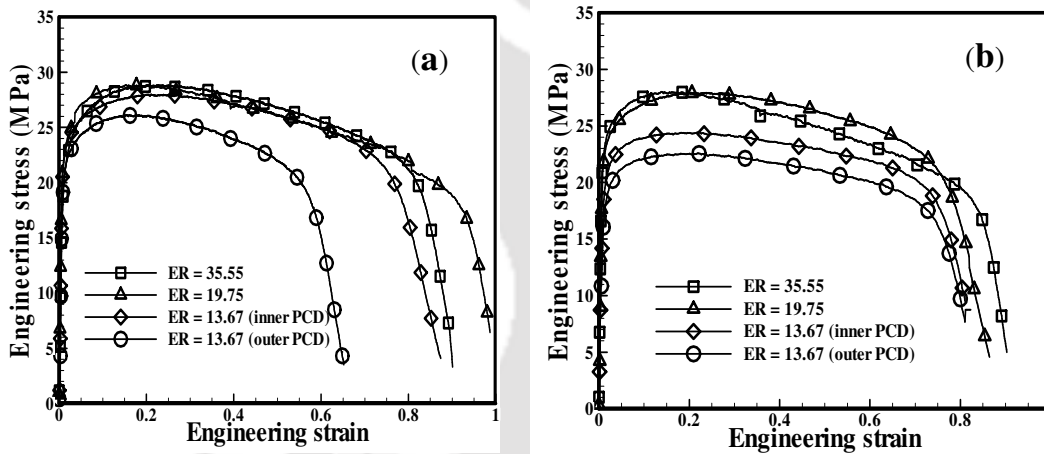 (a)
Engineering stress (MPa)
35
30
25
20
15
10
5
0
ER = 35.55
ER = 19.75
ER = 13.67 (inner PCD)
ER = 13.67 (outer PCD)
0 0.2 0.4 0.6 0.8 1
Engineering strain
(b)
Engineering stress (MPa)
35
30
25
20
15
10
5
0
ER = 35.55
ER = 19.75
ER = 13.67 (inner PCD)
ER = 13.67 (outer PCD)
0 0.2 0.4 0.6 0.8
Engineering strain